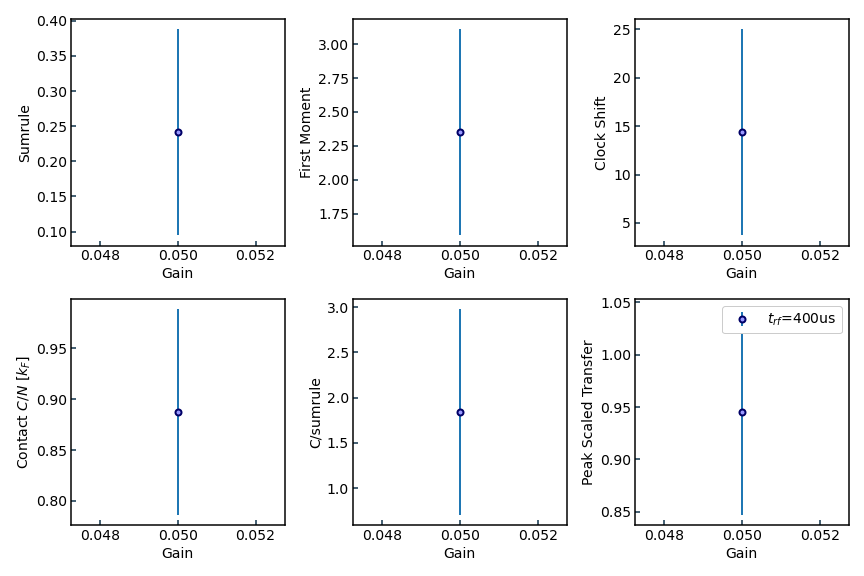 0.40
0.35
0.30
0.25
0.20
0.15
0.10
Sumrule
0.048 0.050 0.052
Gain
3.00
2.75
2.50
2.25
2.00
1.75
First Moment
0.048 0.050 0.052
Gain
25
20
15
10
5
Clock Shift
0.048 0.050 0.052
Gain
0.95
0.90
0.85
0.80
Contact C/N [k_F]
0.048 0.050 0.052
Gain
3.0
2.5
2.0
1.5
1.0
C/sumrule
0.048 0.050 0.052
Gain
1.05
1.00
0.95
0.90
0.85
Peak Scaled Transfer
t_rf=400us
0.048 0.050 0.052
Gain